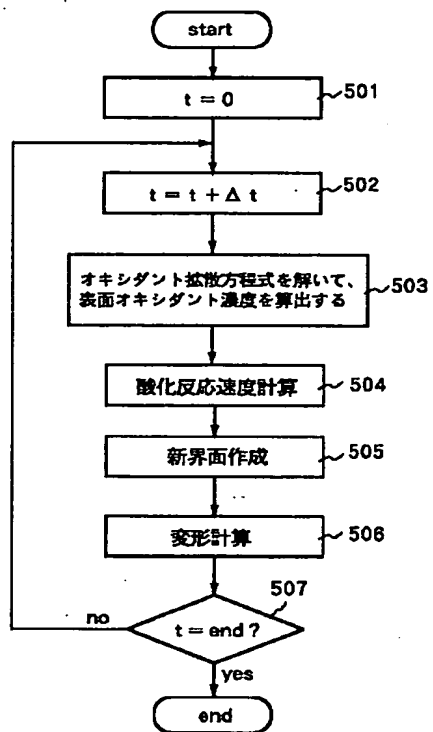 start
t = 0
501
t = t + Δ t
502
オキシダント拡散方程式を解いて、
表面オキシダント濃度を算出する
503
酸化反応速度計算
504
新界面作成
505
変形計算
506
507
t = end ?
no
yes
end